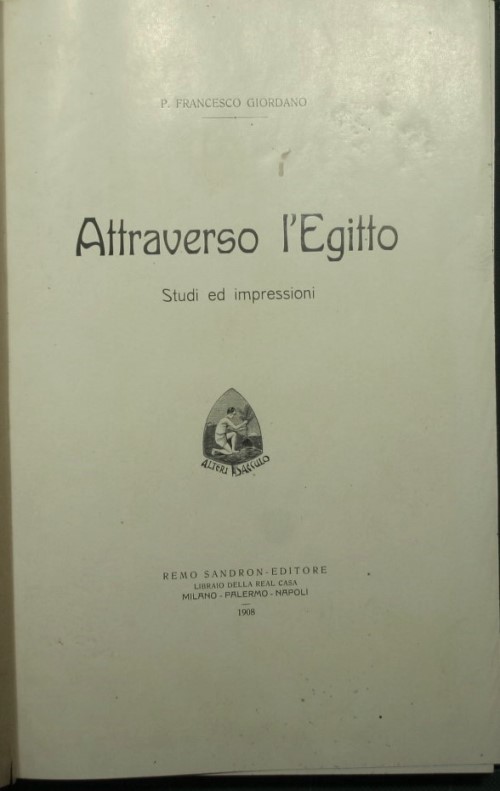 P. FRANCESCO GIORDANO
Attraverso l'Egitto
Studi ed impressioni
ALTERI SAECULO
REMO SANDRON-EDITORE
LIBRAIO DELLA REAL CASA
MILANO - PALERMO - NAPOLI
1908